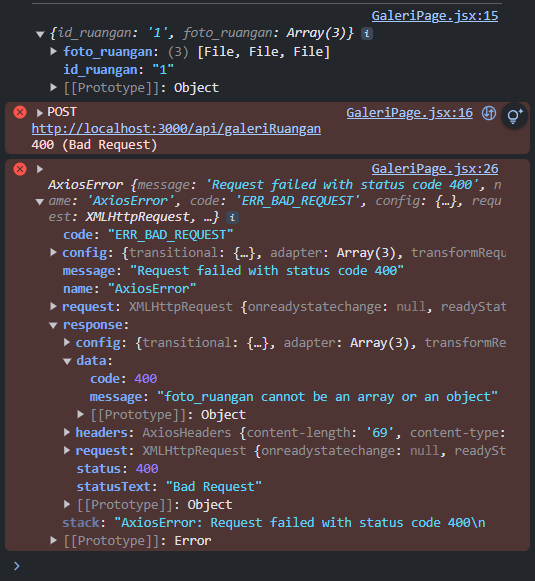 GaleriPage.jsx:15
{id_ruangan: '1', foto_ruangan: Array(3)} i
foto_ruangan: (3) [File, File, File]
id_ruangan: "1"
[[Prototype]]: Object
POST GaleriPage.jsx:16
http://localhost:3000/api/galeriRuangan
400 (Bad Request)
GaleriPage.jsx:26
AxiosError {message: 'Request failed with status code 400', n
ame: 'AxiosError', code: 'ERR_BAD_REQUEST', config: {…}, requ
est: XMLHttpRequest, …} i
code: "ERR_BAD_REQUEST"
config: {transitional: {…}, adapter: Array(3), transformRequ
message: "Request failed with status code 400"
name: "AxiosError"
request: XMLHttpRequest {onreadystatechange: null, readyStat
response:
config: {transitional: {…}, adapter: Array(3), transformRe
data:
code: 400
message: "foto_ruangan cannot be an array or an object"
[[Prototype]]: Object
headers: AxiosHeaders {content-length: '69', content-type:
request: XMLHttpRequest {onreadystatechange: null, readySt
status: 400
statusText: "Bad Request"
[[Prototype]]: Object
stack: "AxiosError: Request failed with status code 400\n
[[Prototype]]: Error